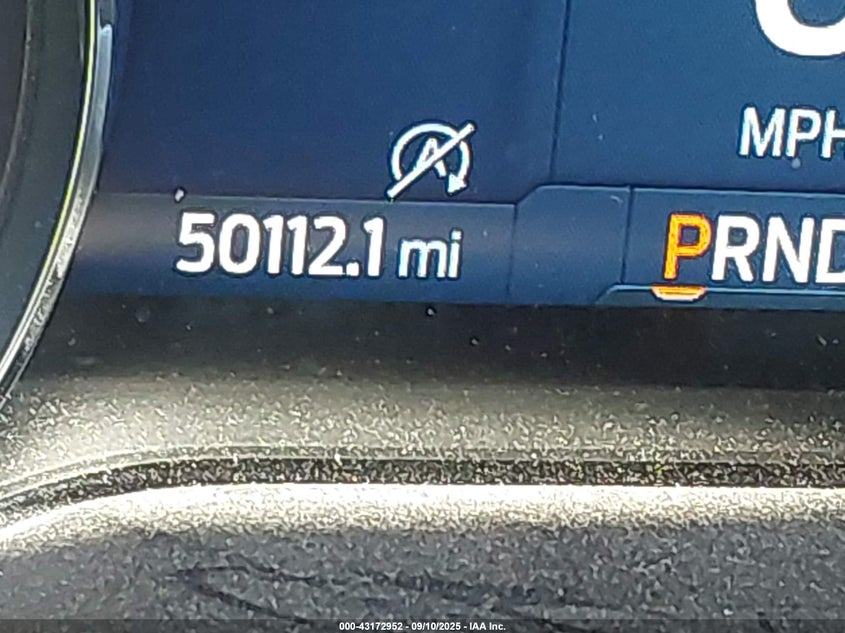 MPH
50112.1 mi
PRND
000-43172952 - 09/10/2025 - IAA Inc.